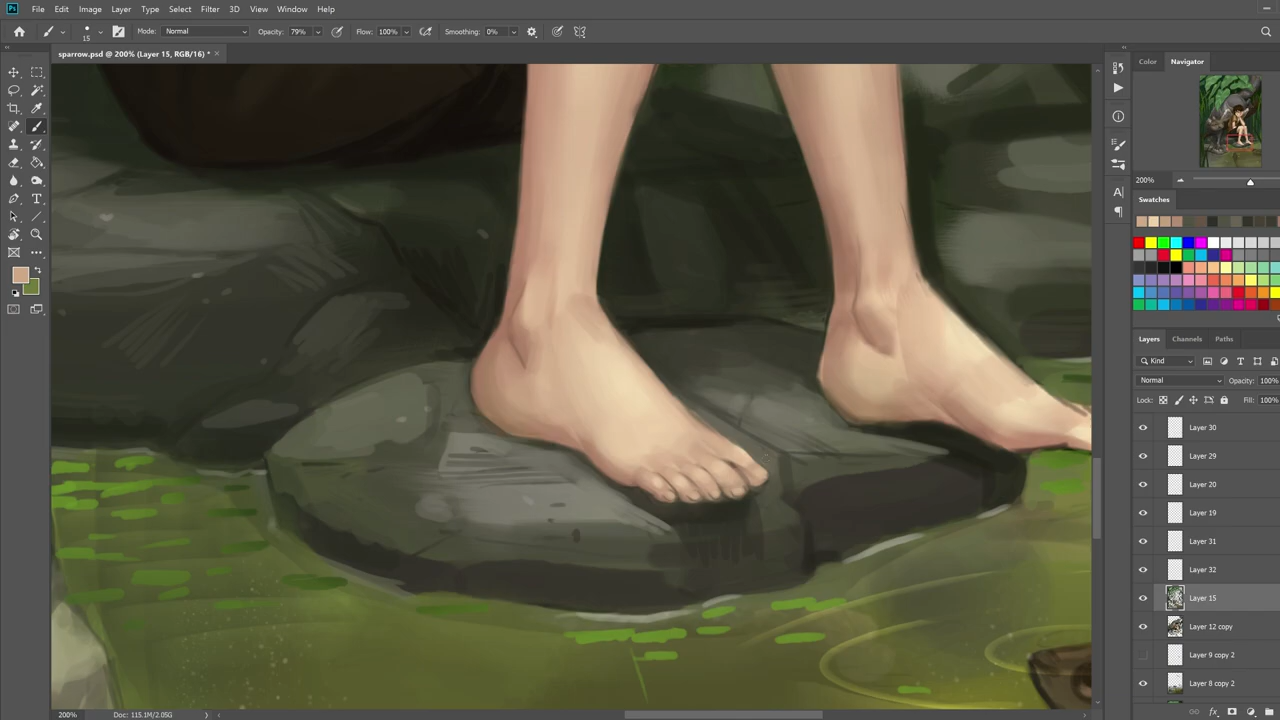 Ps File Edit Image Layer Type Select Filter 3D View Window Help
15 Mode: Normal Opacity: 79% Flow: 100% Smoothing: 0%
sparrow.psd @ 200% (Layer 15, RGB/16) * ×
Color Navigator
200%
Swatches
Layers Channels Paths
Kind
Normal Opacity: 100%
Lock: Fill: 100%
Layer 30
Layer 29
Layer 20
Layer 19
Layer 31
Layer 32
Layer 15
Layer 12 copy
Layer 9 copy 2
Layer 8 copy 2
200% Doc: 115.1M/2.05G